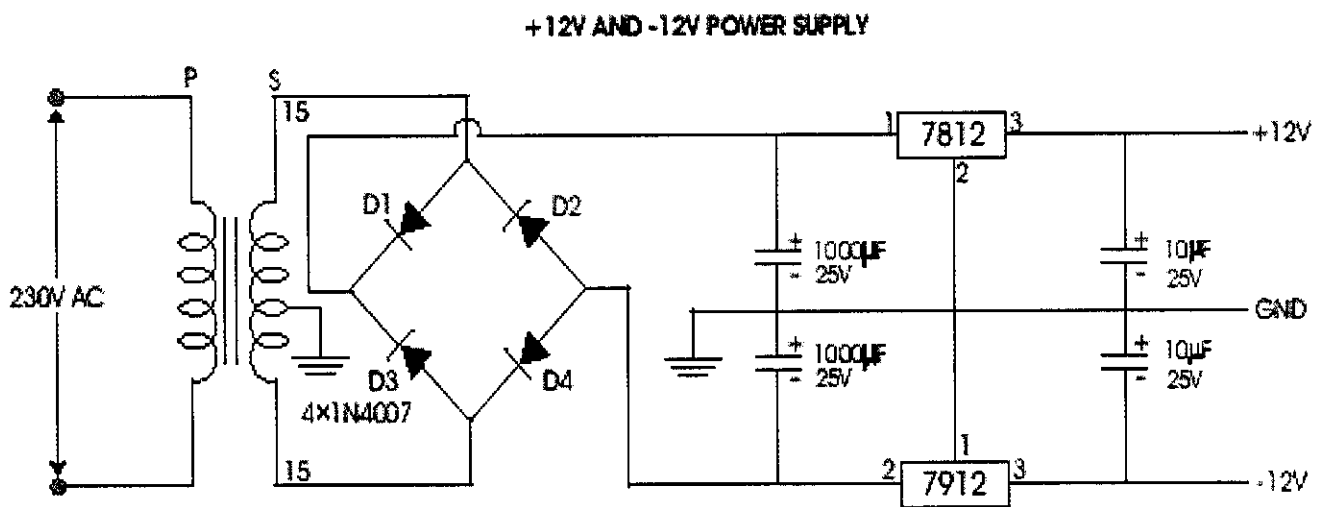 +12V AND -12V POWER SUPPLY
P
S
15
1
7812
3
+12V
2
D1
D2
+
1000µF
-
25V
+
10µF
-
25V
230V AC
GND
D3
D4
+
1000µF
-
25V
+
10µF
-
25V
4×1N4007
15
1
2
7912
3
-12V